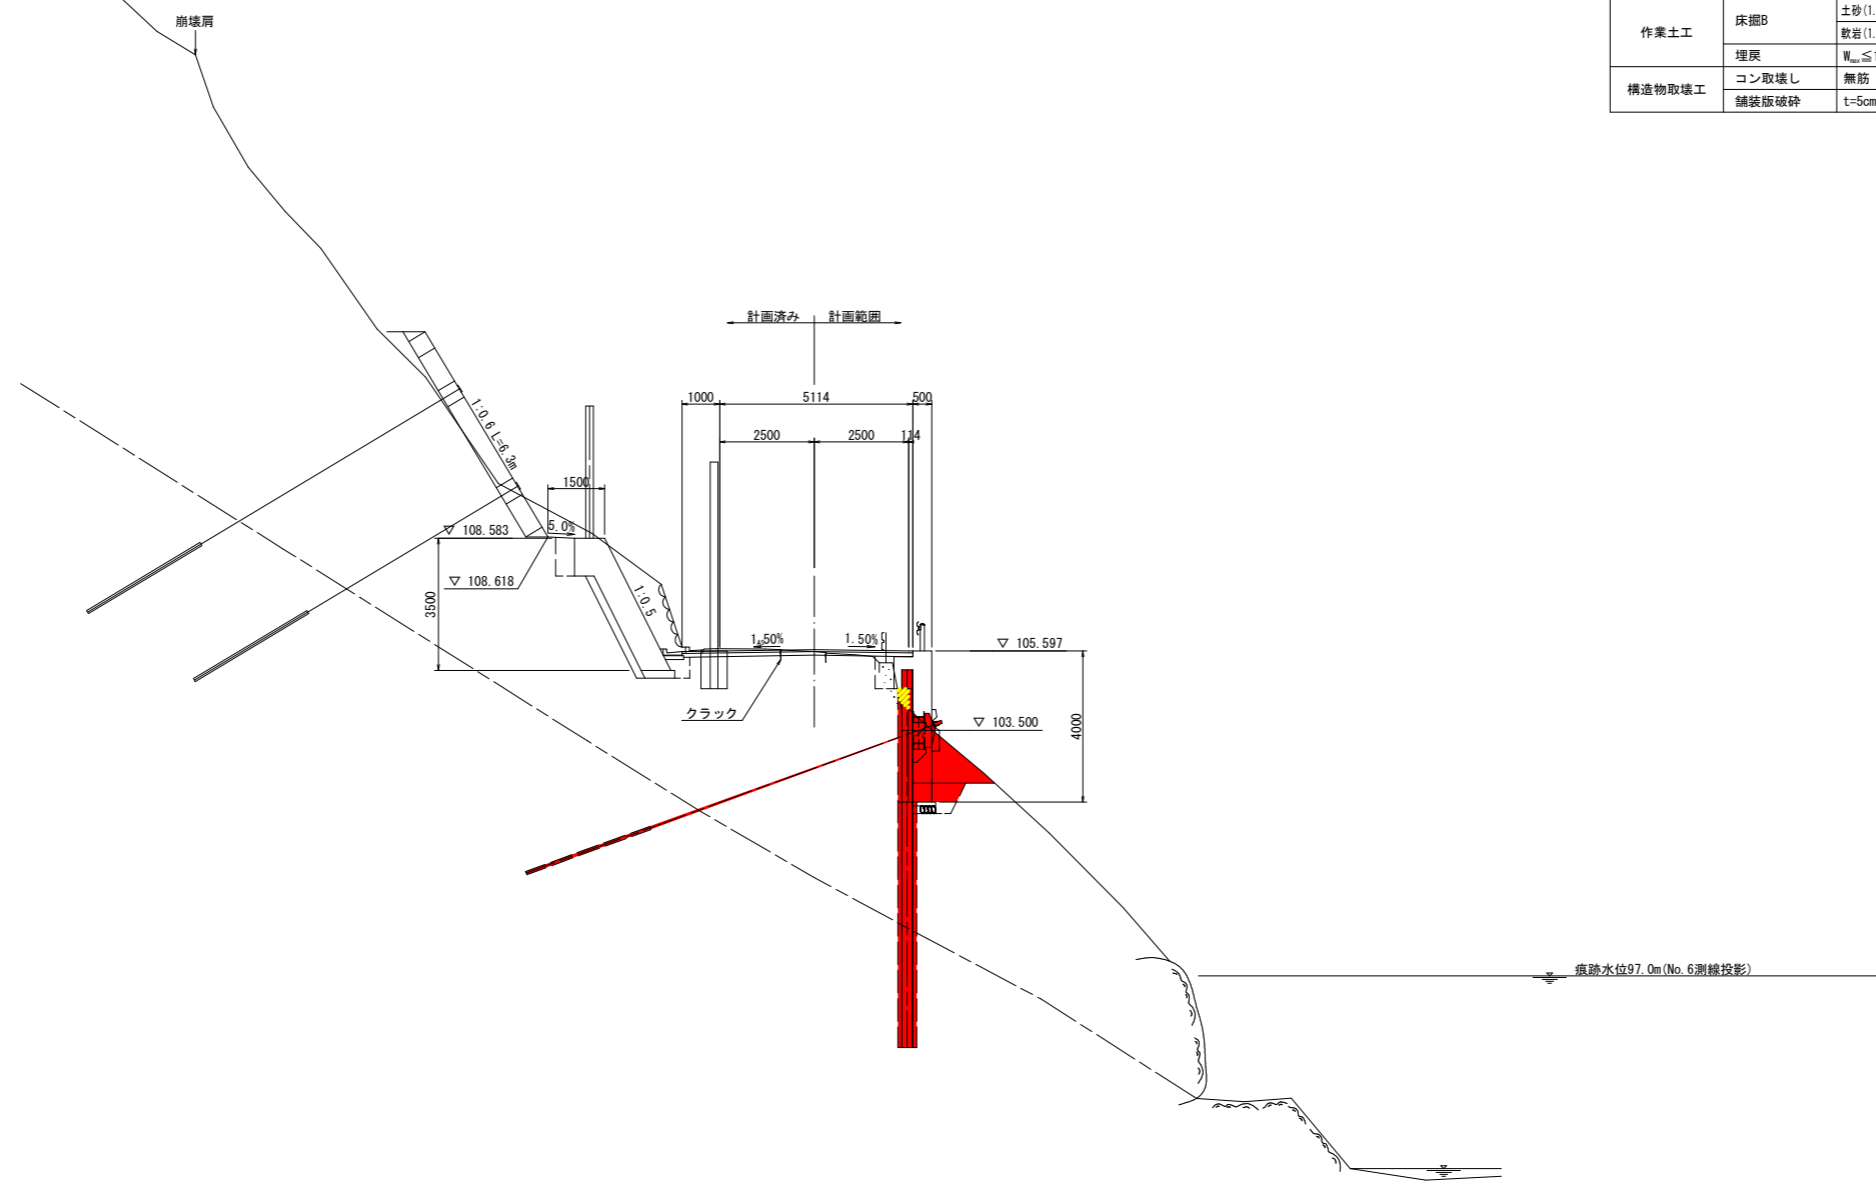 崩壊肩
作業土工
床掘B
土砂(1.
軟岩(1.
埋戻
構造物取壊工
コン取壊し
無筋
舗装版破砕
t=5cm
計画済み
計画範囲
1000
5114
500
2500
2500
114
1:0.6 L=6.3m
1500
▽ 108.583
5.0%
▽ 108.618
3500
1:0.5
1.50%
1.50%
▽ 105.597
クラック
▽ 103.500
4000
痕跡水位97.0m(No.6測線投影)